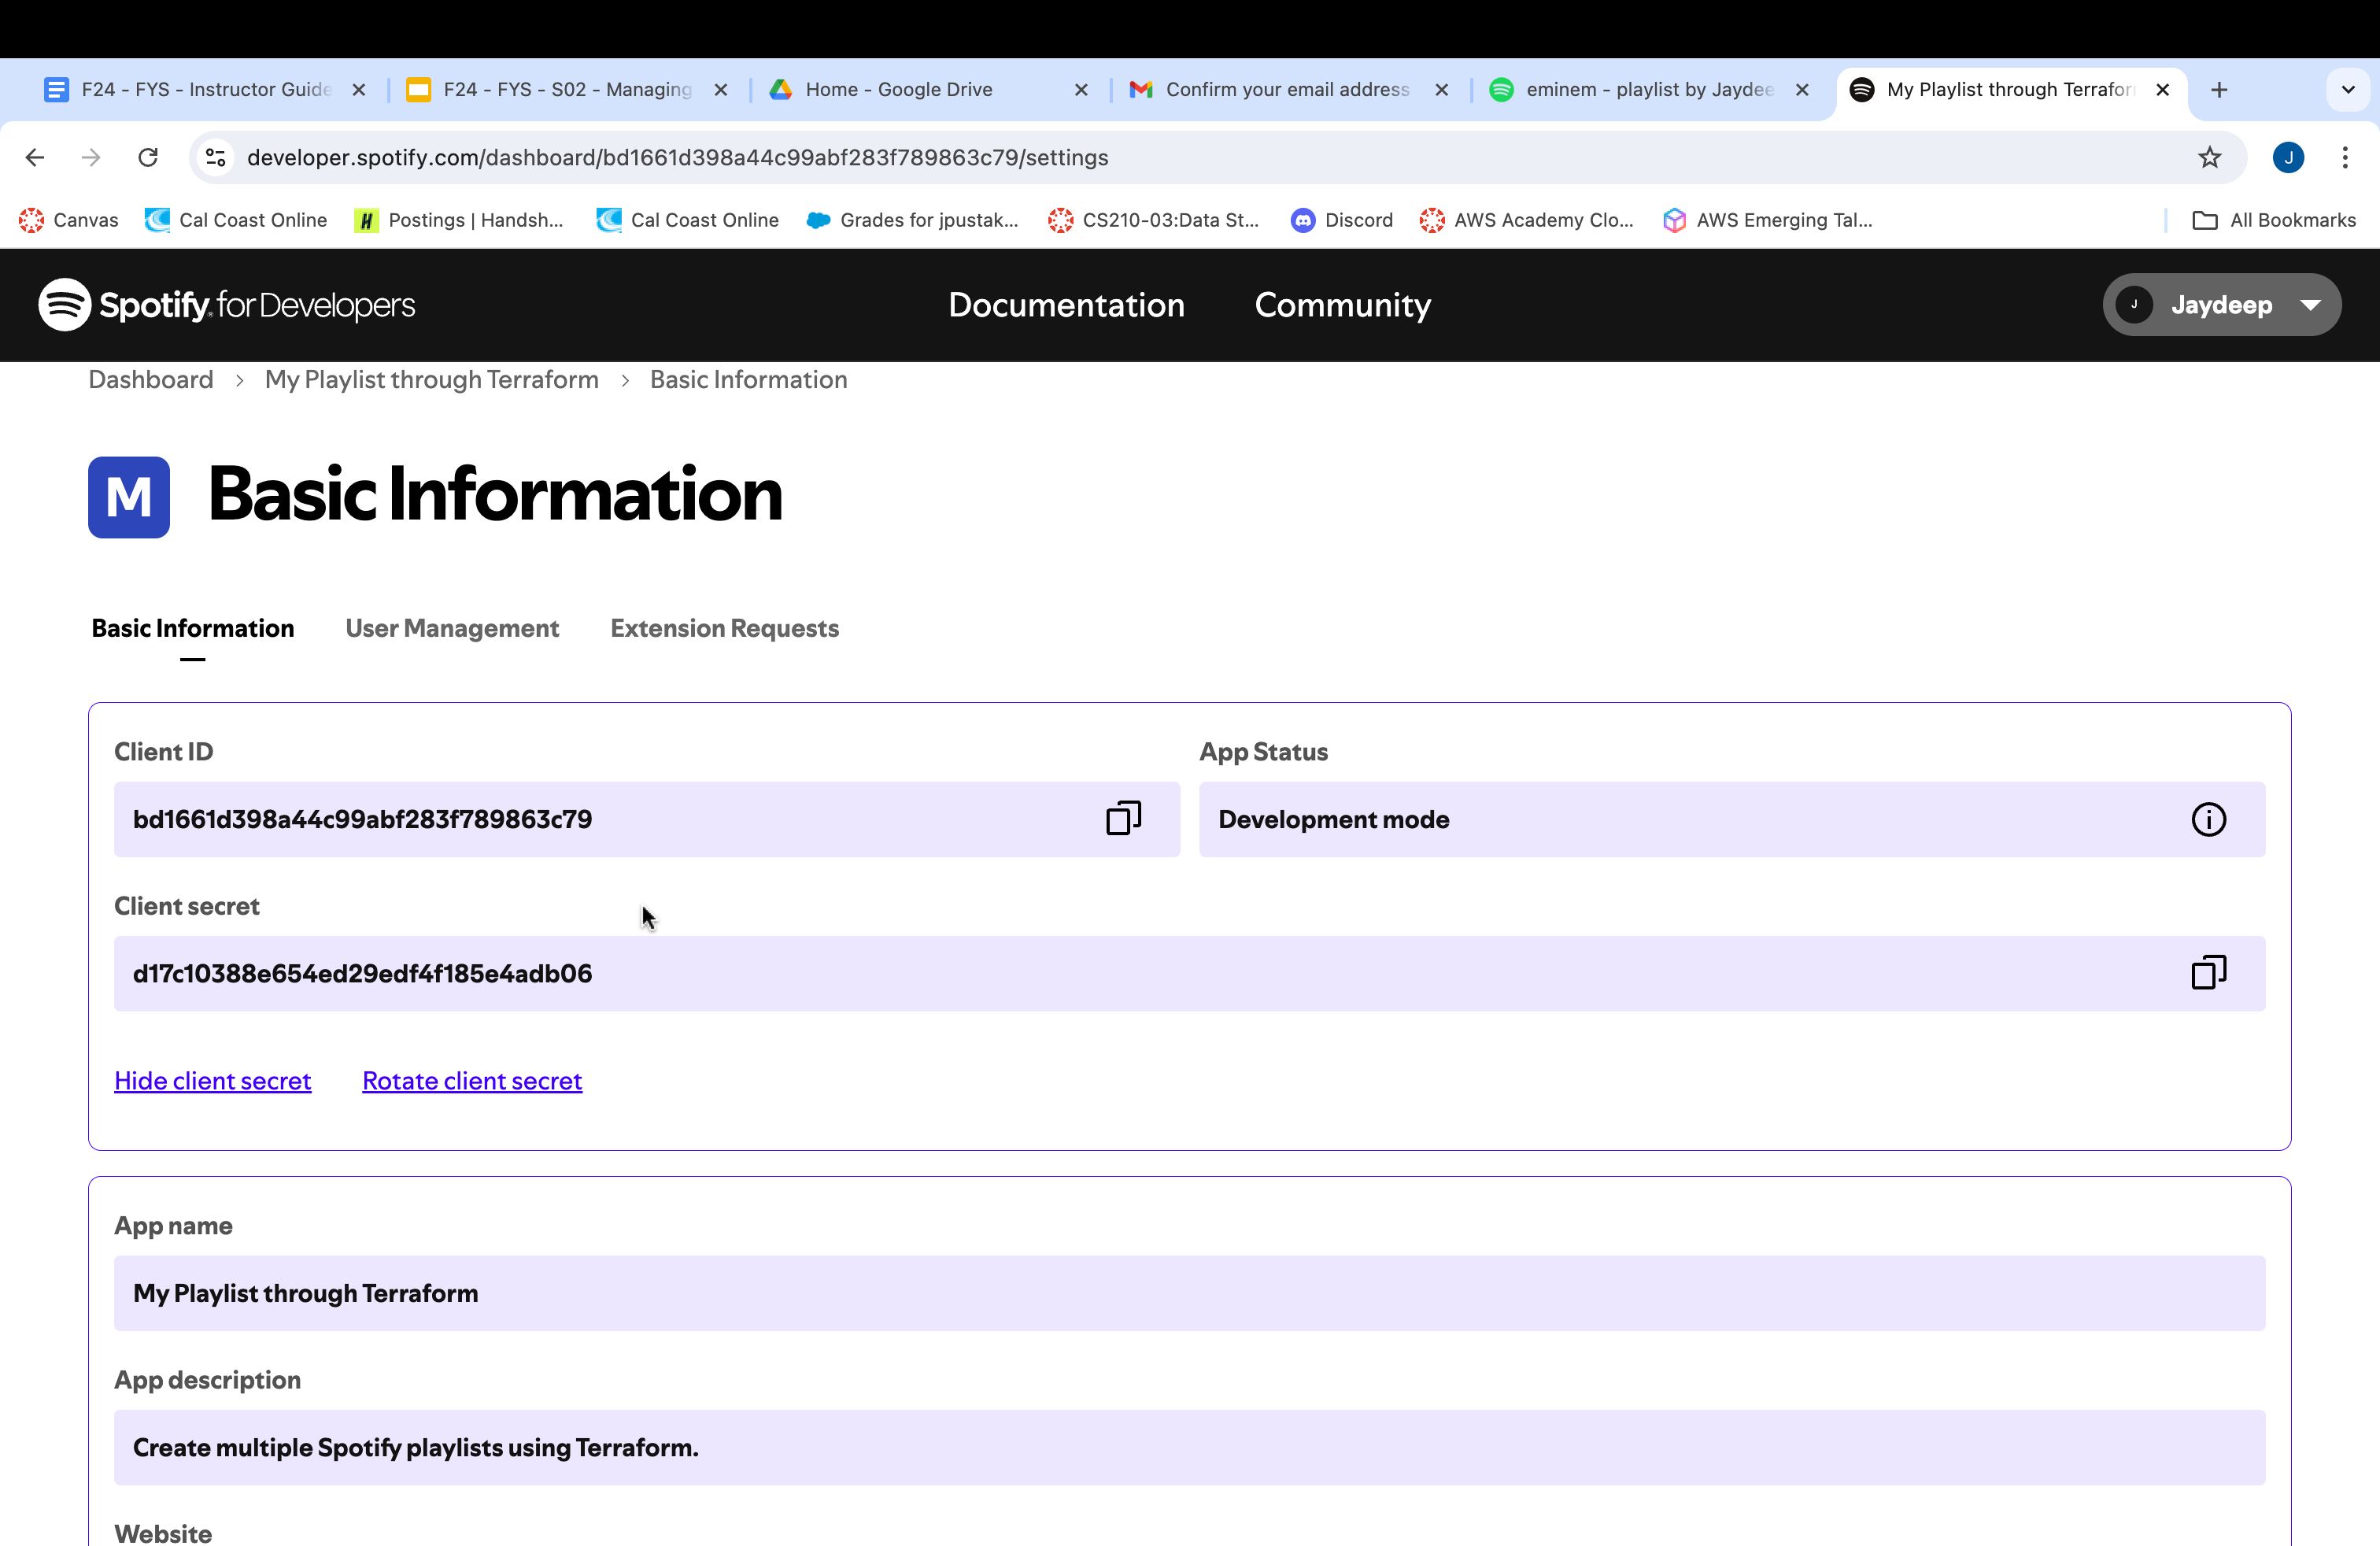 F24 - FYS - Instructor Guide
F24 - FYS - S02 - Managing
Home - Google Drive
Confirm your email address
eminem - playlist by Jaydee
My Playlist through Terrafor
developer.spotify.com/dashboard/bd1661d398a44c99abf283f789863c79/settings
J
Canvas
Cal Coast Online
Postings | Handsh...
Cal Coast Online
Grades for jpustak...
CS210-03:Data St...
Discord
AWS Academy Clo...
AWS Emerging Tal...
All Bookmarks
Spotify for Developers
Documentation
Community
J Jaydeep
Dashboard > My Playlist through Terraform > Basic Information
M Basic Information
Basic Information
User Management
Extension Requests
Client ID
bd1661d398a44c99abf283f789863c79
App Status
Development mode
Client secret
d17c10388e654ed29edf4f185e4adb06
Hide client secret
Rotate client secret
App name
My Playlist through Terraform
App description
Create multiple Spotify playlists using Terraform.
Website